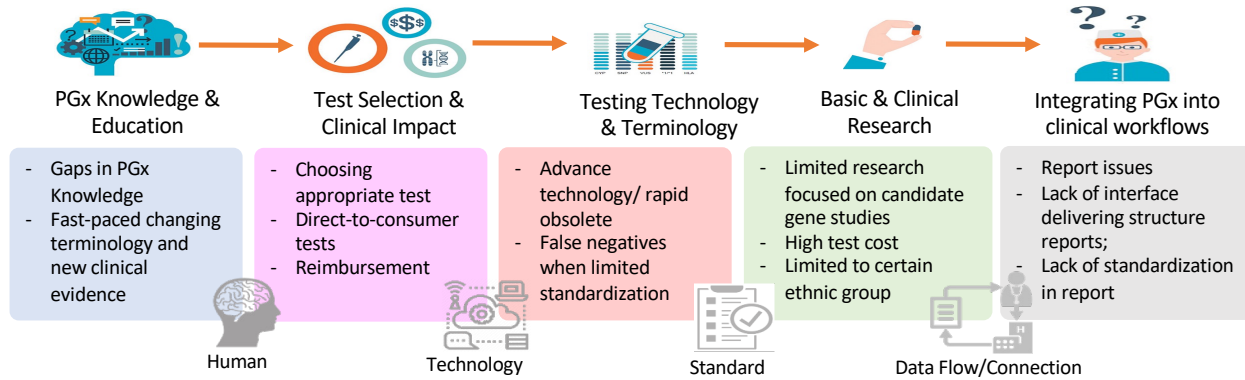 $$$
PGx Knowledge &
Education
Test Selection &
Clinical Impact
Testing Technology
& Terminology
Basic & Clinical
Research
Integrating PGx into
clinical workflows
- Gaps in PGx
Knowledge
- Fast-paced changing
terminology and
new clinical
evidence
- Choosing
appropriate test
- Direct-to-consumer
tests
- Reimbursement
- Advance
technology/ rapid
obsolete
- False negatives
when limited
standardization
- Limited research
focused on candidate
gene studies
- High test cost
- Limited to certain
ethnic group
- Report issues
- Lack of interface
delivering structure
reports;
- Lack of standardization
in report
Human
Technology
Standard
H
Data Flow/Connection